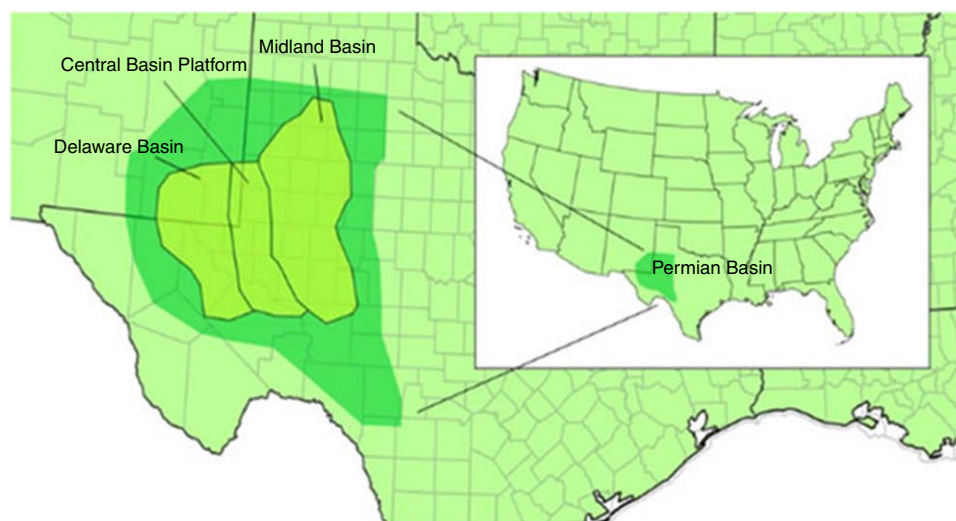 Midland Basin
Central Basin Platform
Delaware Basin
Permian Basin